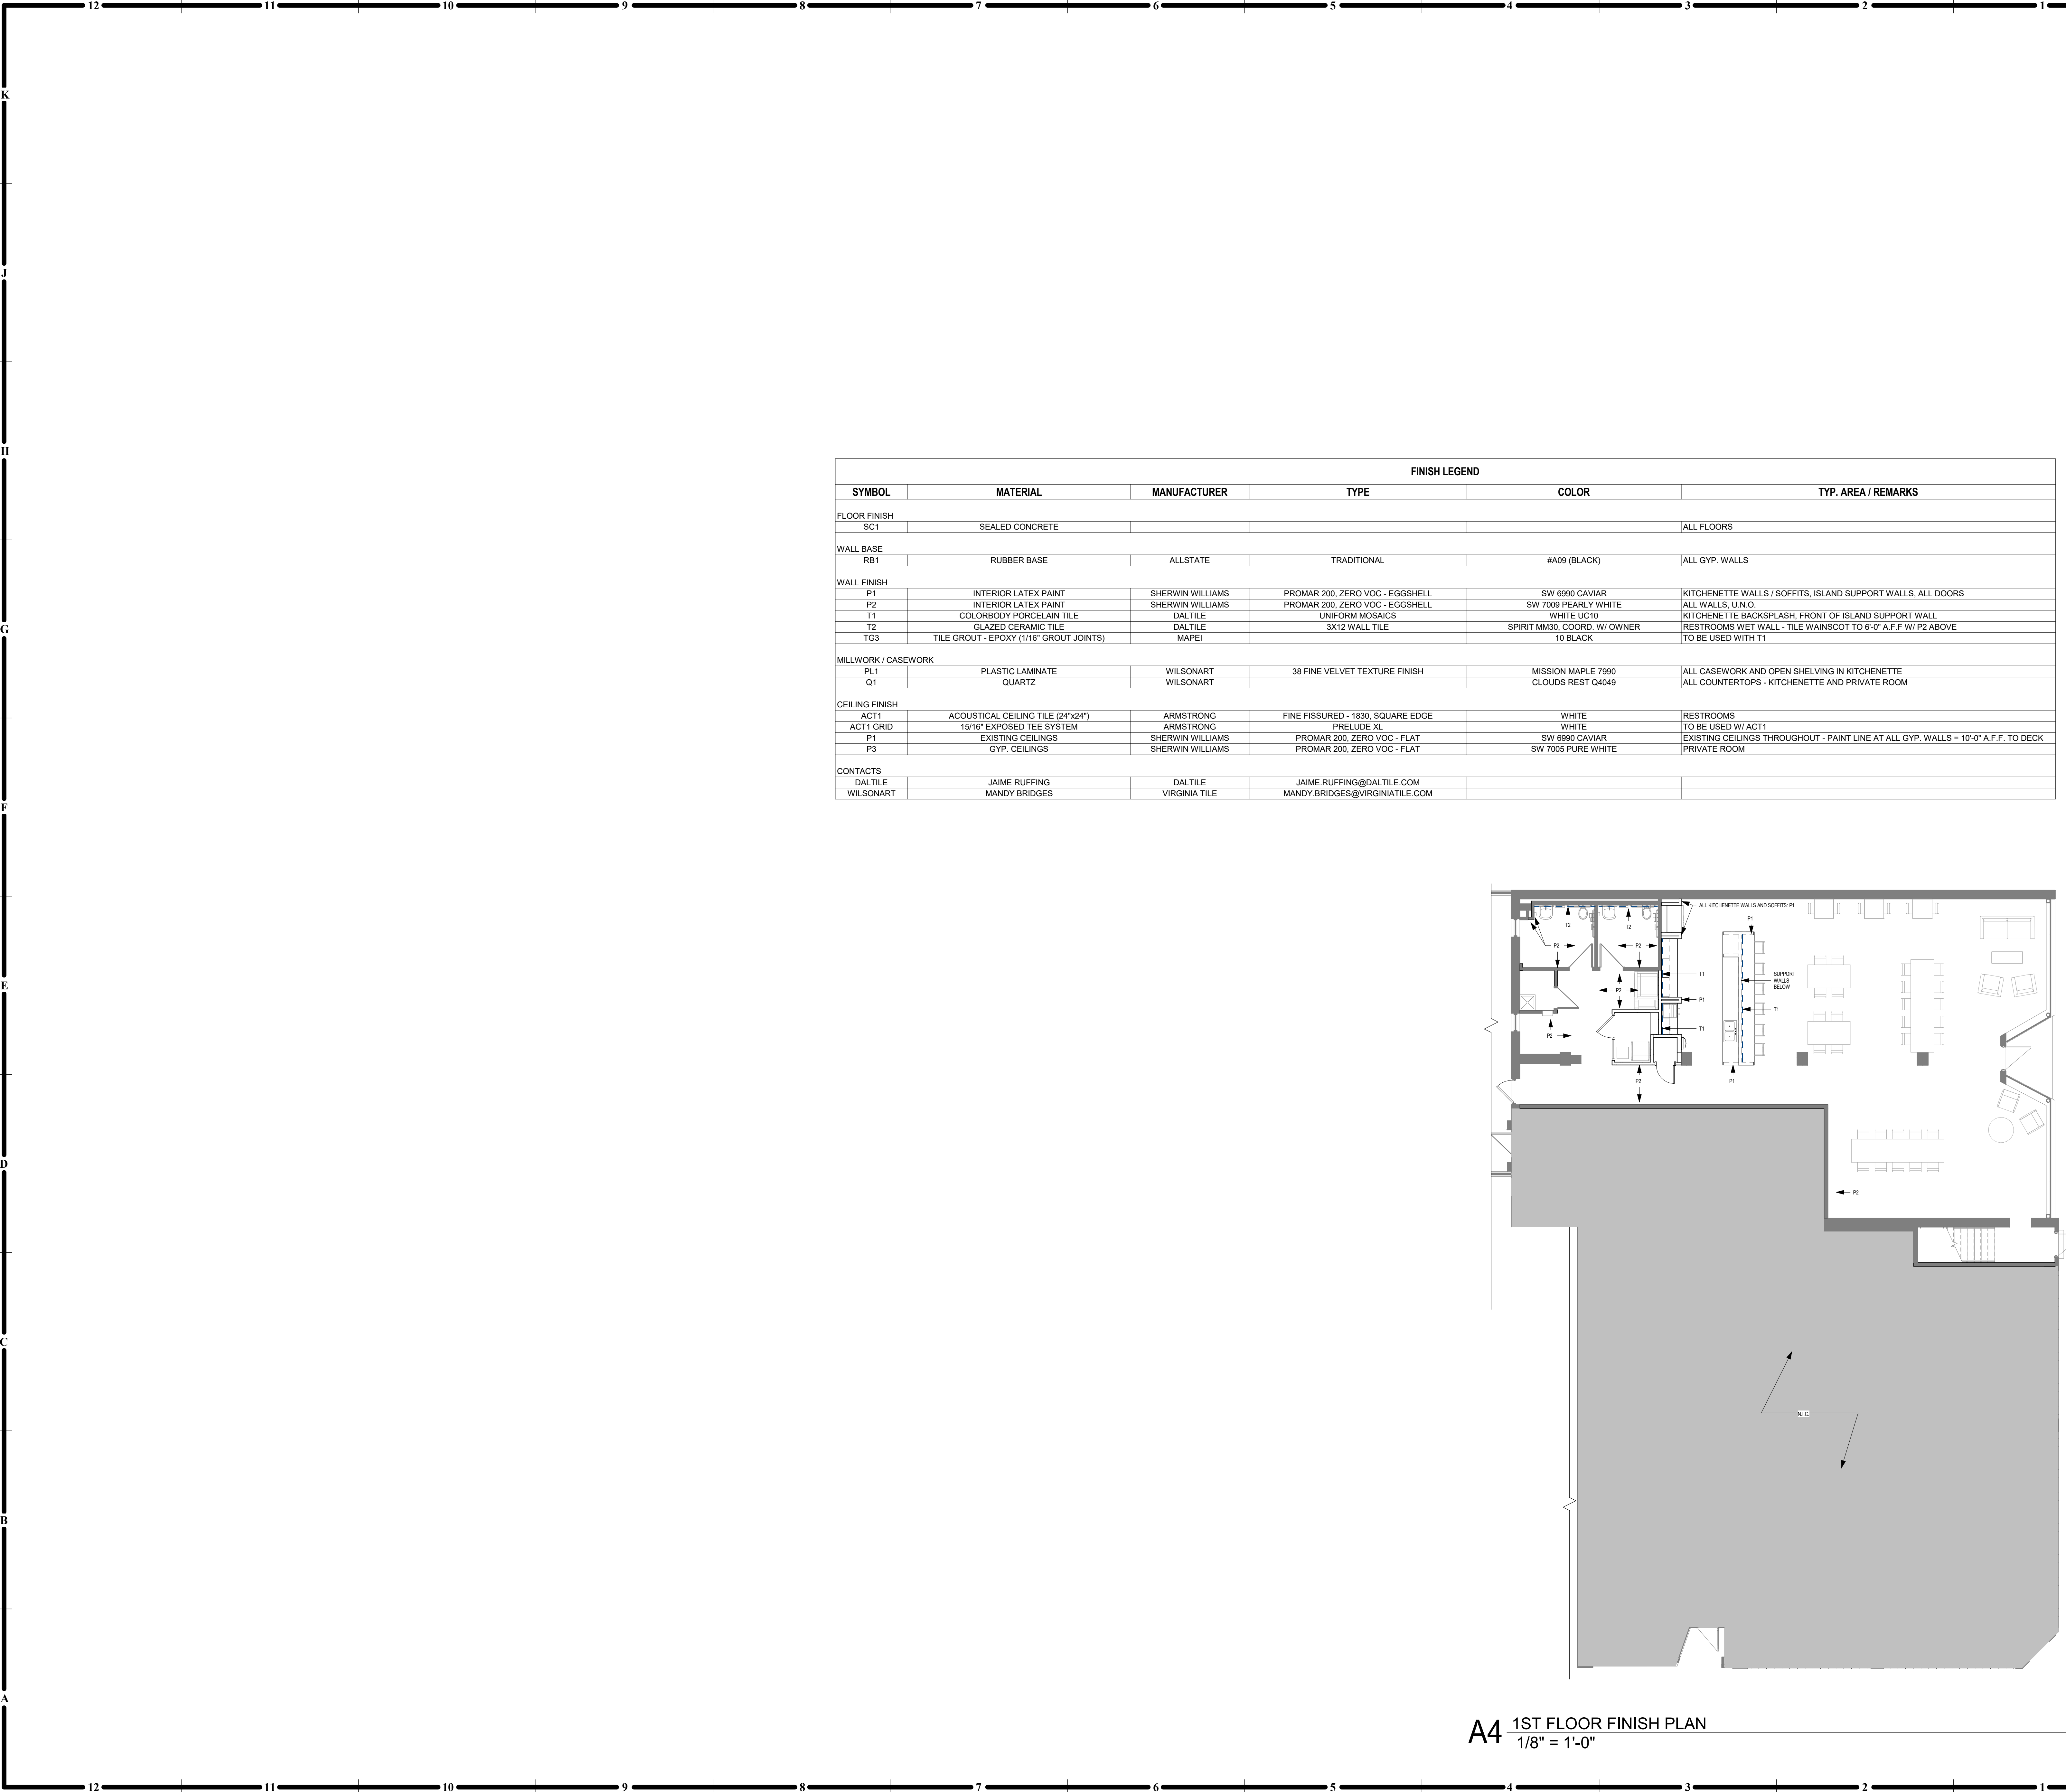 12 11 10 9 8 7 6 5 4 3 2 1
K
J
H
FINISH LEGEND
SYMBOL MATERIAL MANUFACTURER TYPE COLOR TYP. AREA / REMARKS
FLOOR FINISH
SC1 SEALED CONCRETE ALL FLOORS
WALL BASE
RB1 RUBBER BASE ALLSTATE TRADITIONAL #A09 (BLACK) ALL GYP. WALLS
WALL FINISH
P1 INTERIOR LATEX PAINT SHERWIN WILLIAMS PROMAR 200, ZERO VOC - EGGSHELL SW 6990 CAVIAR KITCHENETTE WALLS / SOFFITS, ISLAND SUPPORT WALLS, ALL DOORS
P2 INTERIOR LATEX PAINT SHERWIN WILLIAMS PROMAR 200, ZERO VOC - EGGSHELL SW 7009 PEARLY WHITE ALL WALLS, U.N.O.
T1 COLORBODY PORCELAIN TILE DALTILE UNIFORM MOSAICS WHITE UC10 KITCHENETTE BACKSPLASH, FRONT OF ISLAND SUPPORT WALL
G
T2 GLAZED CERAMIC TILE DALTILE 3X12 WALL TILE SPIRIT MM30, COORD. W/ OWNER RESTROOMS WET WALL - TILE WAINSCOT TO 6'-0" A.F.F W/ P2 ABOVE
TG3 TILE GROUT - EPOXY (1/16" GROUT JOINTS) MAPEI 10 BLACK TO BE USED WITH T1
MILLWORK / CASEWORK
PL1 PLASTIC LAMINATE WILSONART 38 FINE VELVET TEXTURE FINISH MISSION MAPLE 7990 ALL CASEWORK AND OPEN SHELVING IN KITCHENETTE
Q1 QUARTZ WILSONART CLOUDS REST Q4049 ALL COUNTERTOPS - KITCHENETTE AND PRIVATE ROOM
CEILING FINISH
ACT1 ACOUSTICAL CEILING TILE (24"x24") ARMSTRONG FINE FISSURED - 1830, SQUARE EDGE WHITE RESTROOMS
ACT1 GRID 15/16" EXPOSED TEE SYSTEM ARMSTRONG PRELUDE XL WHITE TO BE USED W/ ACT1
P1 EXISTING CEILINGS SHERWIN WILLIAMS PROMAR 200, ZERO VOC - FLAT SW 6990 CAVIAR EXISTING CEILINGS THROUGHOUT - PAINT LINE AT ALL GYP. WALLS = 10'-0" A.F.F. TO DECK
P3 GYP. CEILINGS SHERWIN WILLIAMS PROMAR 200, ZERO VOC - FLAT SW 7005 PURE WHITE PRIVATE ROOM
CONTACTS
DALTILE JAIME RUFFING DALTILE JAIME.RUFFING@DALTILE.COM
WILSONART MANDY BRIDGES VIRGINIA TILE MANDY.BRIDGES@VIRGINIATILE.COM
F
ALL KITCHENETTE WALLS AND SOFFITS: P1
P1
T2
T2
P2
P2
T1
SUPPORT
WALLS
BELOW
E
P2
P1
T1
T1
P2
P2
P1
D
P2
C
N.I.C.
B
A
A4 1ST FLOOR FINISH PLAN
1/8" = 1'-0"
12 11 10 9 8 7 6 5 4 3 2 1